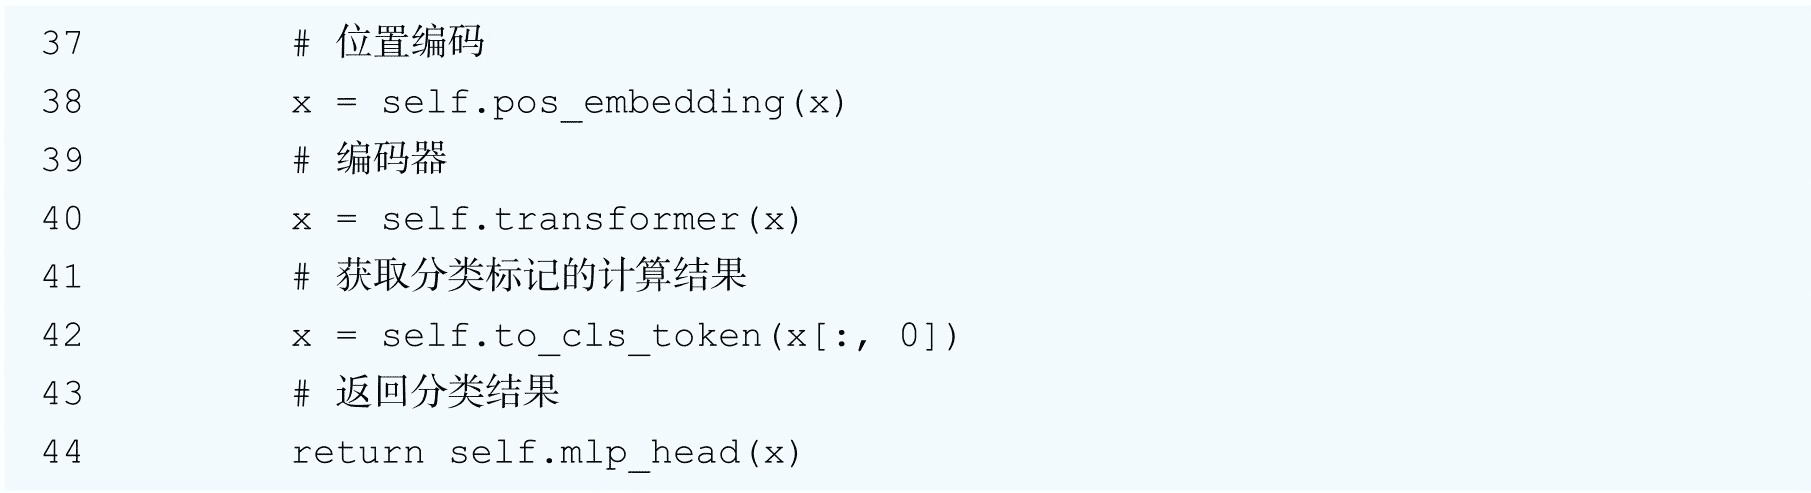 37 # 位置编码
38 x = self.pos_embedding(x)
39 # 编码器
40 x = self.transformer(x)
41 # 获取分类标记的计算结果
42 x = self.to_cls_token(x[:, 0])
43 # 返回分类结果
44 return self.mlp_head(x)